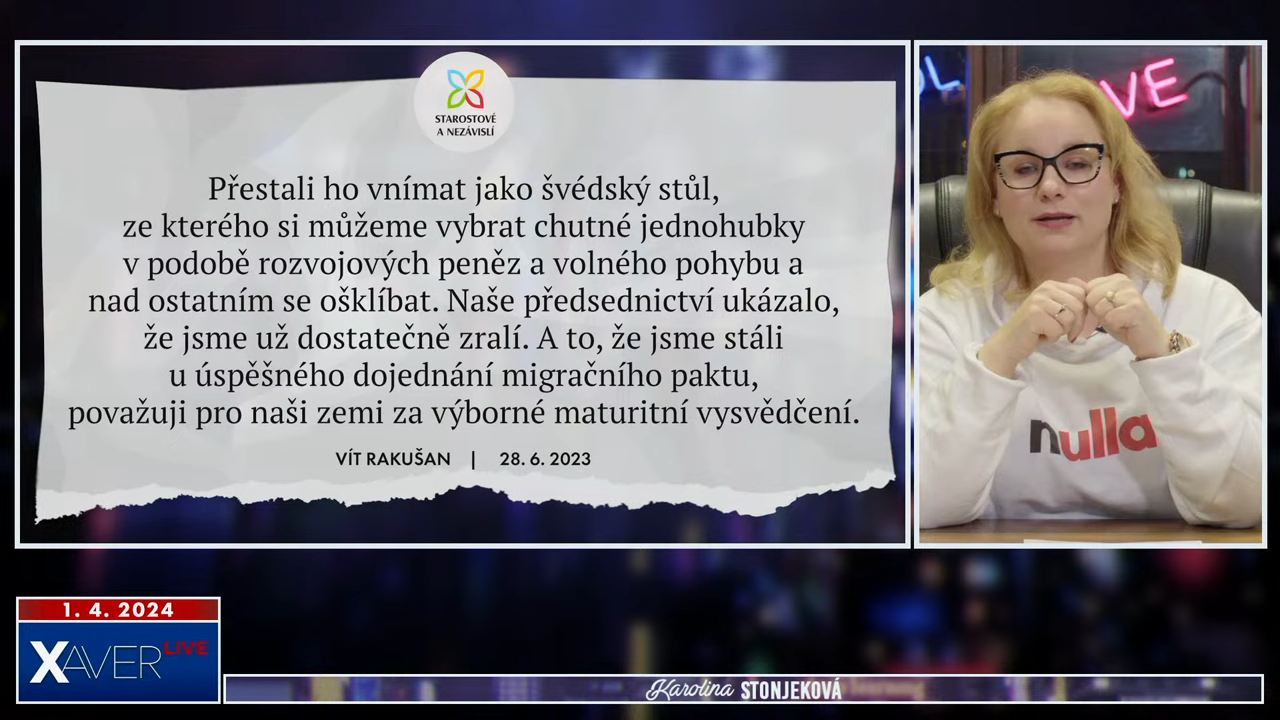 STAROSTOVÉ
A NEZÁVISLÍ
Přestali ho vnímat jako švédský stůl,
ze kterého si můžeme vybrat chutné jednohubky
v podobě rozvojových peněz a volného pohybu a
nad ostatním se ošklíbat. Naše předsednictví ukázalo,
že jsme už dostatečně zralí. A to, že jsme stáli
u úspěšného dojednání migračního paktu,
považuji pro naši zemi za výborné maturitní vysvědčení.
VÍT RAKUŠAN | 28. 6. 2023
VE
nulla
1. 4. 2024
XAVER LIVE
Karolina STONJEKOVÁ